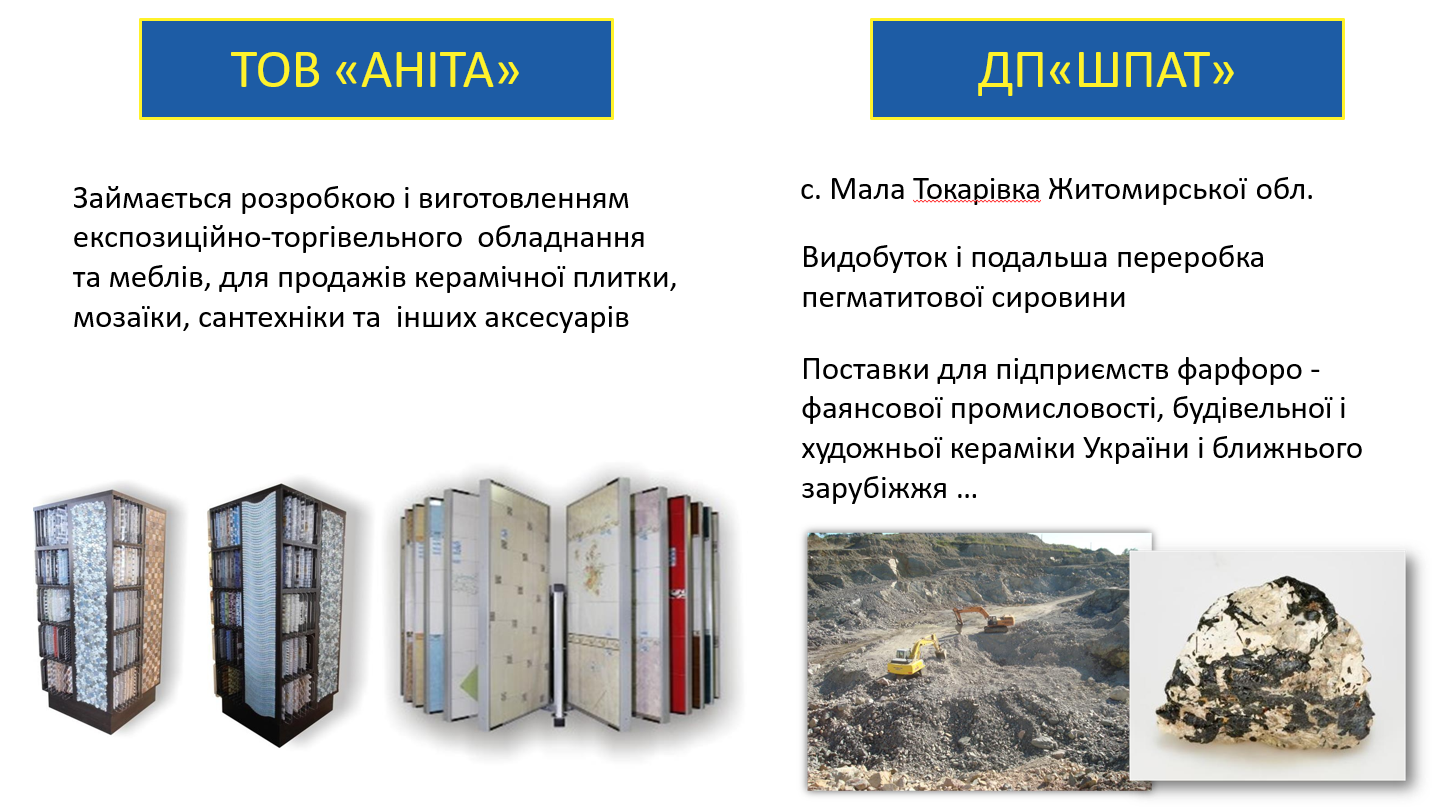 ТОВ «АНІТА»
Займається розробкою і виготовленням
експозиційно-торгівельного  обладнання
та меблів, для продажів керамічної плитки,
мозаїки, сантехніки та  інших аксесуарів
ДП«ШПАТ»
с. Мала Токарівка Житомирської обл.
Видобуток і подальша переробка
пегматитової сировини
Поставки для підприємств фарфоро -
фаянсової промисловості, будівельної і
художньої кераміки України і ближнього
зарубіжжя ...